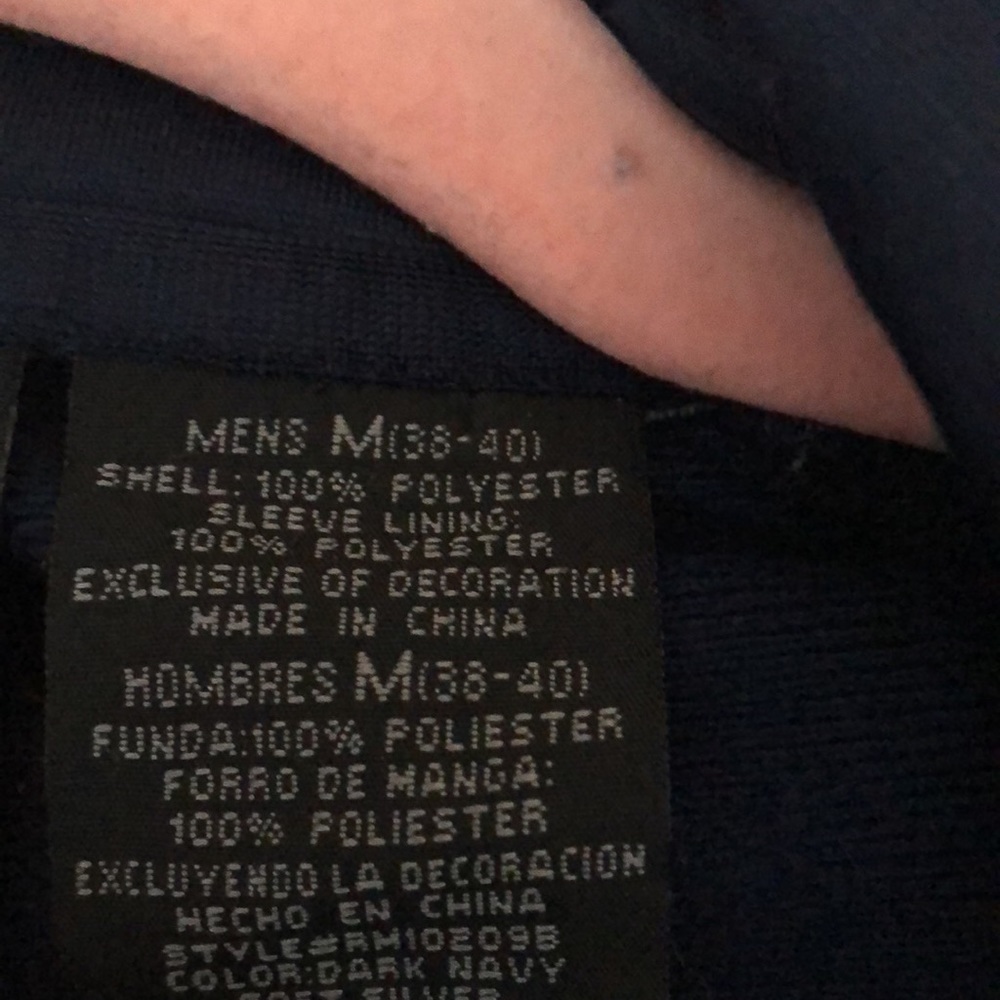 MENS M(38-40)
SHELL:100% POLYESTER
SLEEVE LINING:
100% POLYESTER
EXCLUSIVE OF DECORATION
MADE IN CHINA
HOMBRES M(38-40)
FUNDA:100% POLIESTER
FORRO DE MANGA:
100% POLIESTER
EXCLUYENDO LA DECORACION
HECHO EN CHINA
STYLE#RM10209B
COLOR:DARK NAVY
SILVER